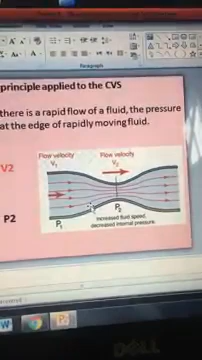 Paragraph
principle applied to the CVS
there is a rapid flow of a fluid, the pressure
at the edge of rapidly moving fluid.
V2
Flow velocity Flow velocity
V1 V2
P2
P1 P2
Increased fluid speed,
decreased internal pressure.
DELL